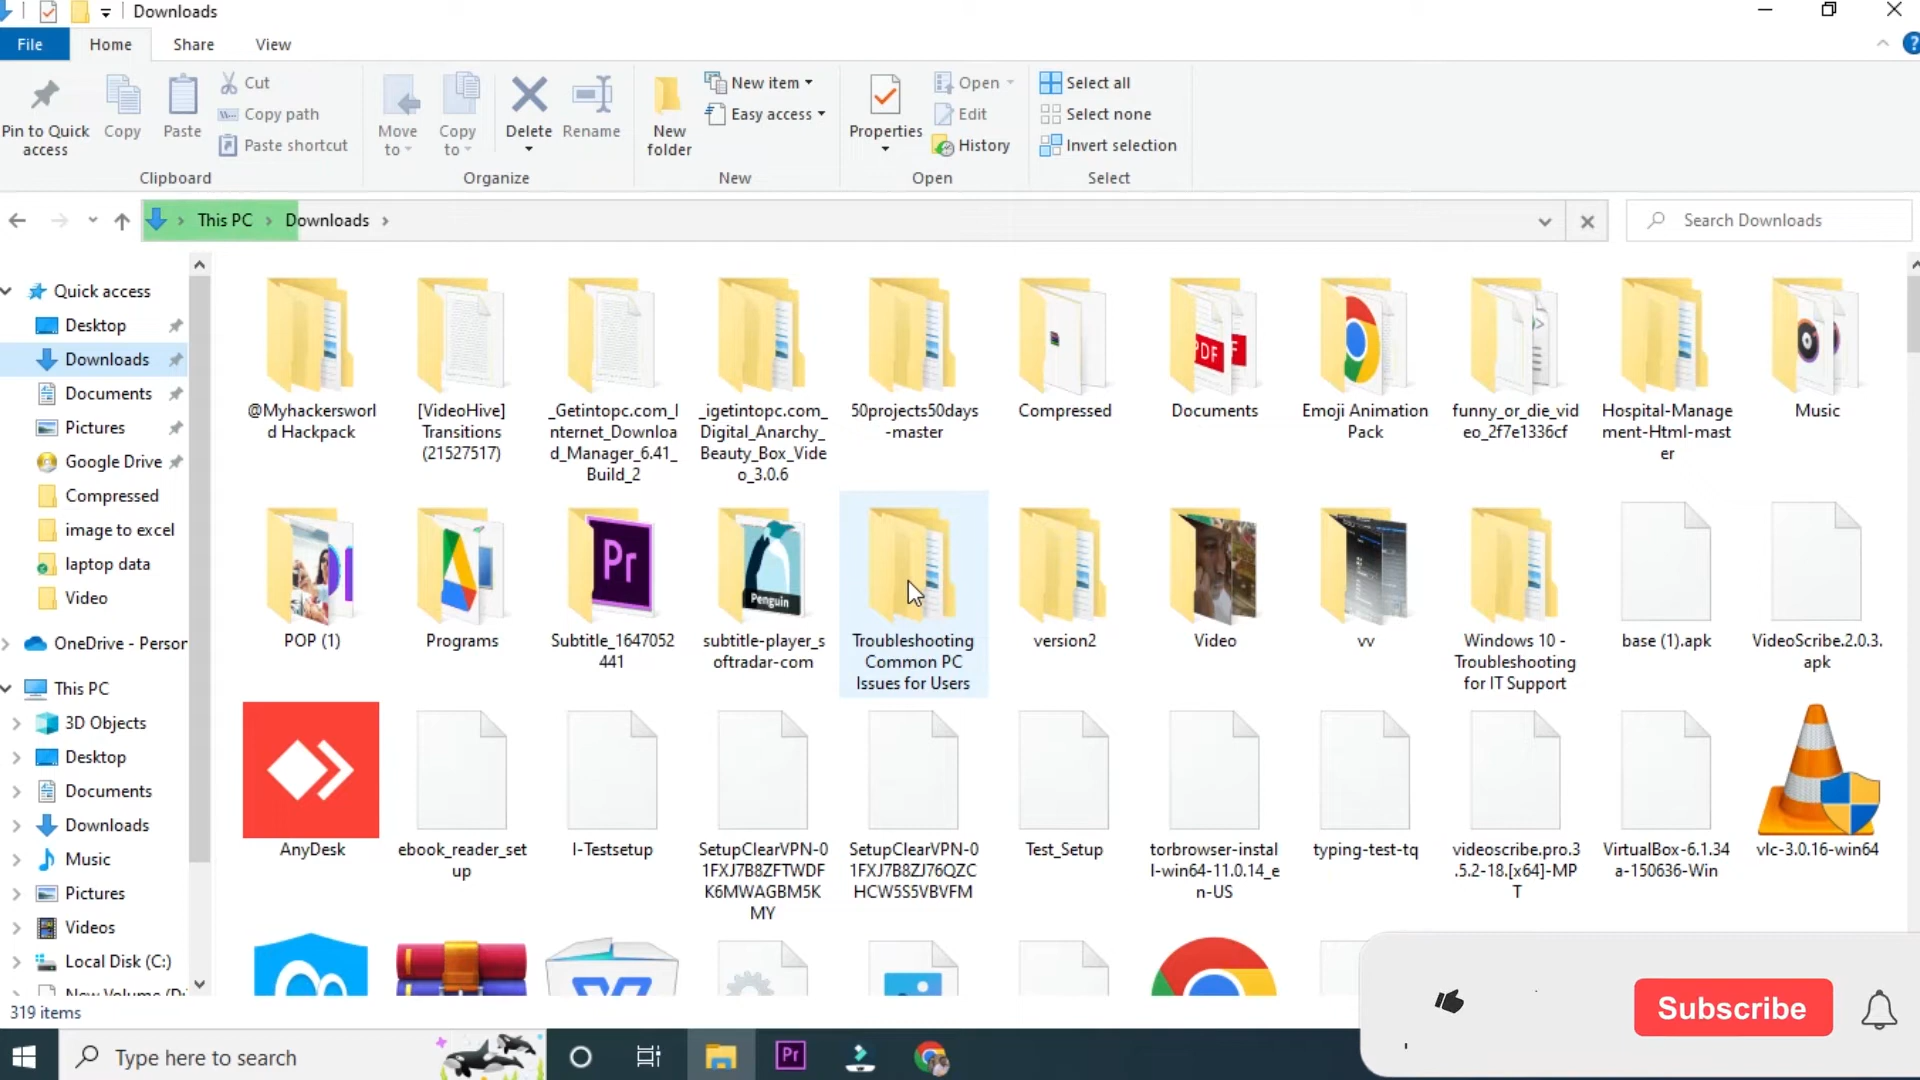 Downloads
File
Home
Share
View
Pin to Quick
access
Copy
Paste
Cut
Copy path
Paste shortcut
Clipboard
Move
to
Copy
to
Delete
Rename
Organize
New
folder
New item
Easy access
New
Properties
Open
Edit
History
Open
Select all
Select none
Invert selection
Select
This PC
Downloads
Search Downloads
Quick access
Desktop
Downloads
Documents
Pictures
Google Drive
Compressed
image to excel
laptop data
Video
OneDrive - Person
This PC
3D Objects
Desktop
Documents
Downloads
Music
Pictures
Videos
Local Disk (C:)
New Volume (D:
@Myhackersworl
d Hackpack
[VideoHive]
Transitions
(21527517)
_Getintopc.com_I
nternet_Downloa
d_Manager_6.41_
Build_2
_igetintopc.com_
Digital_Anarchy_
Beauty_Box_Vide
o_3.0.6
50projects50days
-master
Compressed
PDF
F
Documents
Emoji Animation
Pack
funny_or_die_vid
eo_2f7e1336cf
Hospital-Manage
ment-Html-mast
er
Music
POP (1)
Programs
Pr
Subtitle_1647052
441
Penguin
subtitle-player_s
oftradar-com
Troubleshooting
Common PC
Issues for Users
version2
Video
vv
Windows 10 -
Troubleshooting
for IT Support
base (1).apk
VideoScribe.2.0.3.
apk
AnyDesk
ebook_reader_set
up
I-Testsetup
SetupClearVPN-0
1FXJ7B8ZFTWDF
K6MWAGBM5K
MY
SetupClearVPN-0
1FXJ7B8ZJ76QZC
HCW5S5VBVFM
Test_Setup
torbrowser-instal
l-win64-11.0.14_e
n-US
typing-test-tq
videoscribe.pro.3
.5.2-18.[x64]-MP
T
VirtualBox-6.1.34
a-150636-Win
vlc-3.0.16-win64
319 items
Subscribe
Type here to search
Pr